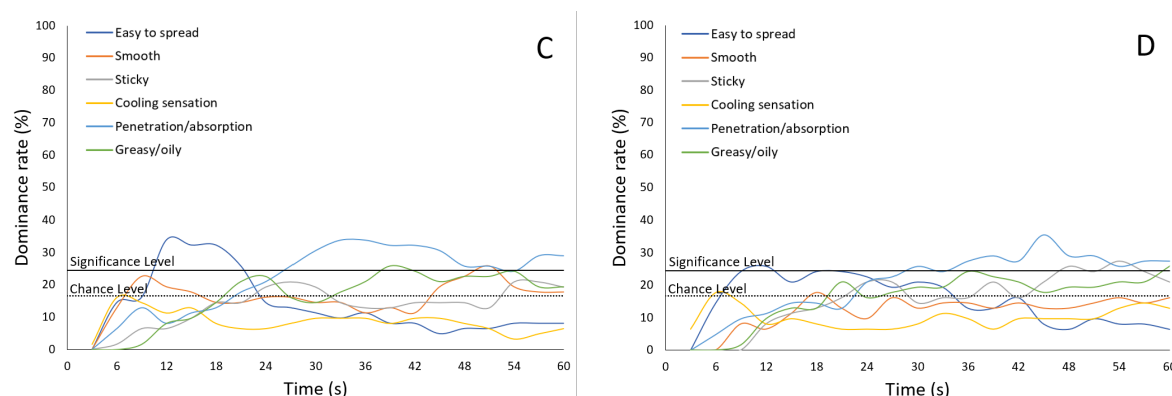 C
Dominance rate (%)
100
90
80
70
60
50
40
30
20
10
0
Easy to spread
Smooth
Sticky
Cooling sensation
Penetration/absorption
Greasy/oily
Significance Level
Chance Level
0 6 12 18 24 30 36 42 48 54 60
Time (s)
D
Dominance rate (%)
100
90
80
70
60
50
40
30
20
10
0
Easy to spread
Smooth
Sticky
Cooling sensation
Penetration/absorption
Greasy/oily
Significance Level
Chance Level
0 6 12 18 24 30 36 42 48 54 60
Time (s)